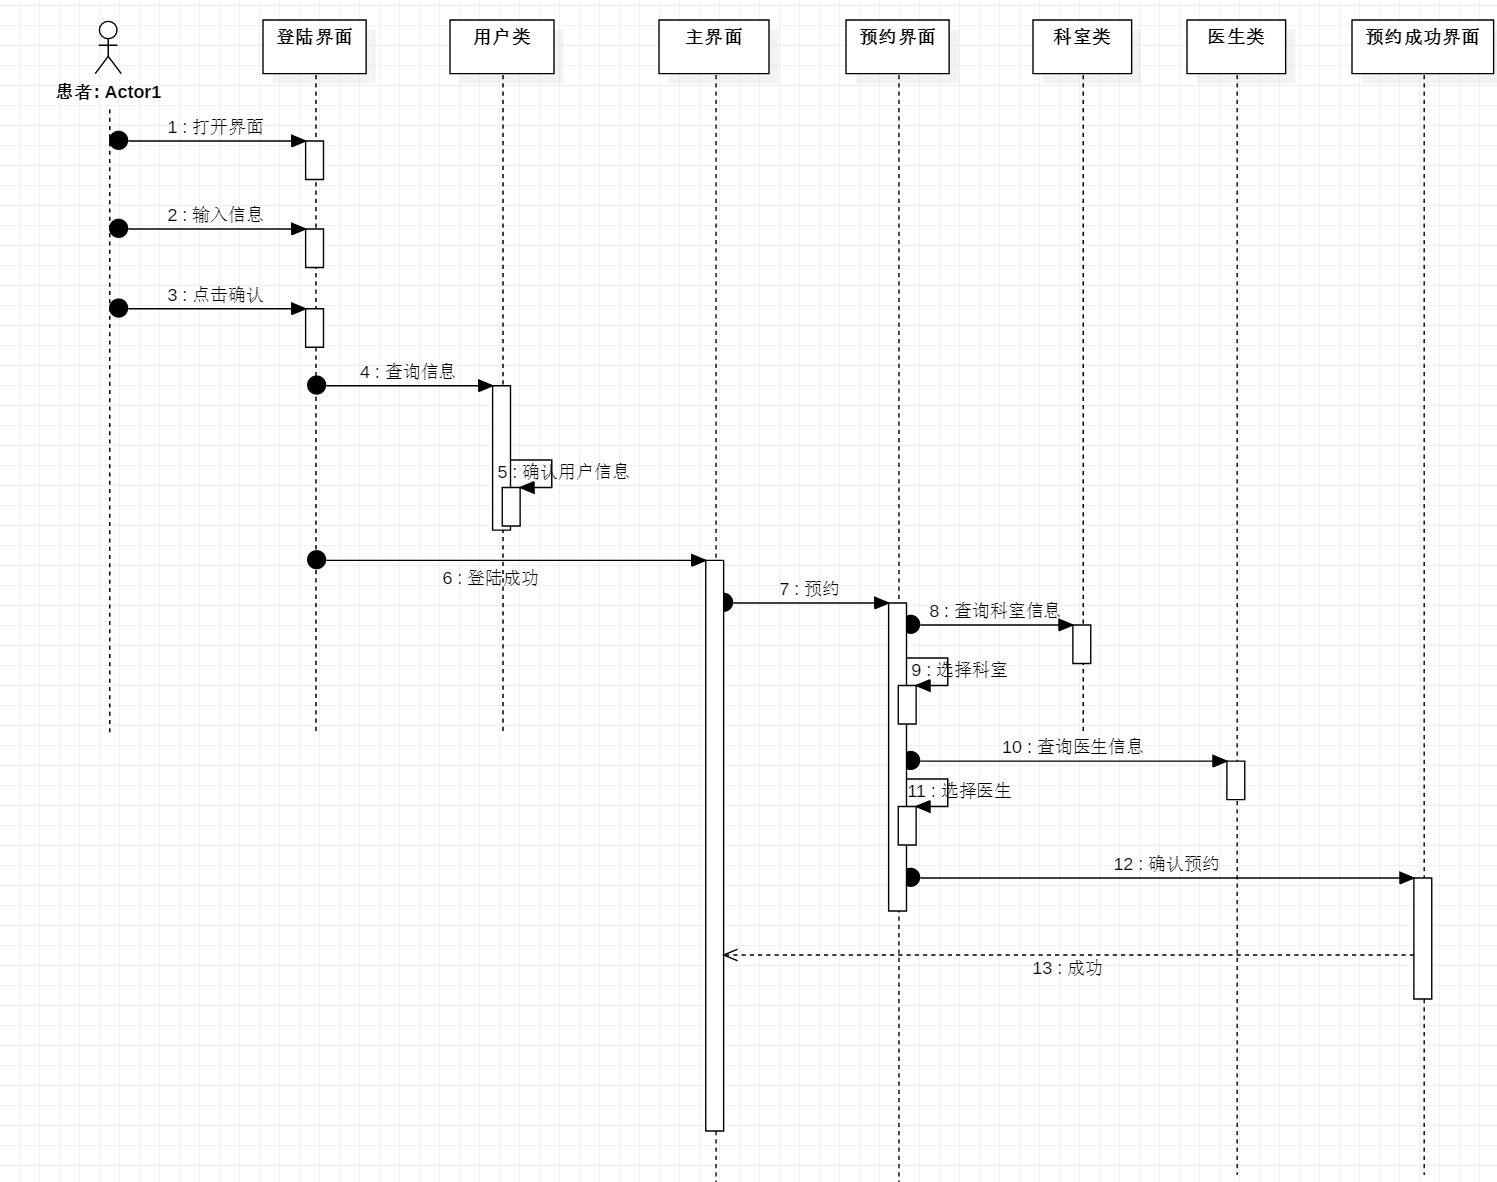 登陆界面
用户类
主界面
预约界面
科室类
医生类
预约成功界面
患者: Actor1
1 : 打开界面
2 : 输入信息
3 : 点击确认
4 : 查询信息
5 : 确认用户信息
6 : 登陆成功
7 : 预约
8 : 查询科室信息
9 : 选择科室
10 : 查询医生信息
11 : 选择医生
12 : 确认预约
13 : 成功